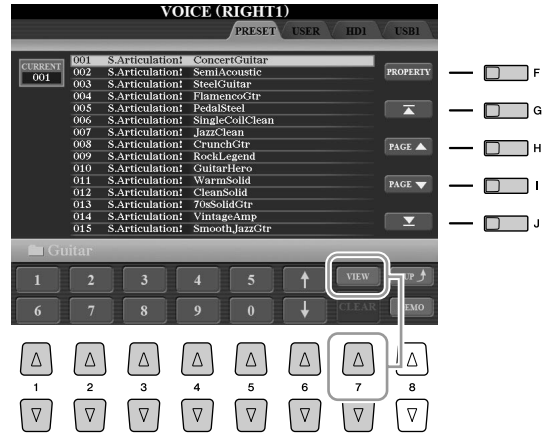 VOICE (RIGHT1)
PRESET USER HD1 USB1
CURRENT
001
001 S.Articulation! ConcertGuitar
002 S.Articulation! SemiAcoustic
003 S.Articulation! SteelGuitar
004 S.Articulation! FlamencoGtr
005 S.Articulation! PedalSteel
006 S.Articulation! SingleCoilClean
007 S.Articulation! JazzClean
008 S.Articulation! CrunchGtr
009 S.Articulation! RockLegend
010 S.Articulation! GuitarHero
011 S.Articulation! WarmSolid
012 S.Articulation! CleanSolid
013 S.Articulation! 70sSolidGtr
014 S.Articulation! VintageAmp
015 S.Articulation! SmoothJazzGtr
PROPERTY
PAGE
PAGE
F
G
H
I
J
Guitar
1 2 3 4 5 VIEW UP
6 7 8 9 0 CLEAR DEMO
1 2 3 4 5 6 7 8